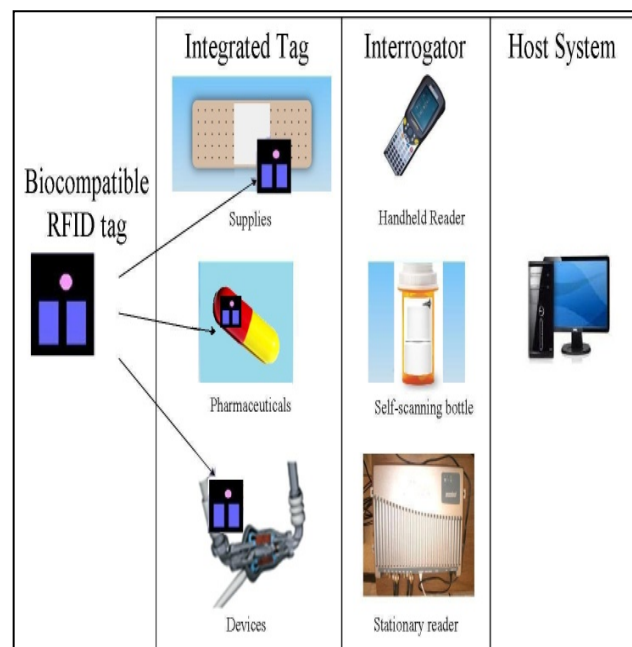 Integrated Tag
Interrogator
Host System
Biocompatible
RFID tag
Supplies
Handheld Reader
Pharmaceuticals
Self-scanning bottle
Devices
Stationary reader